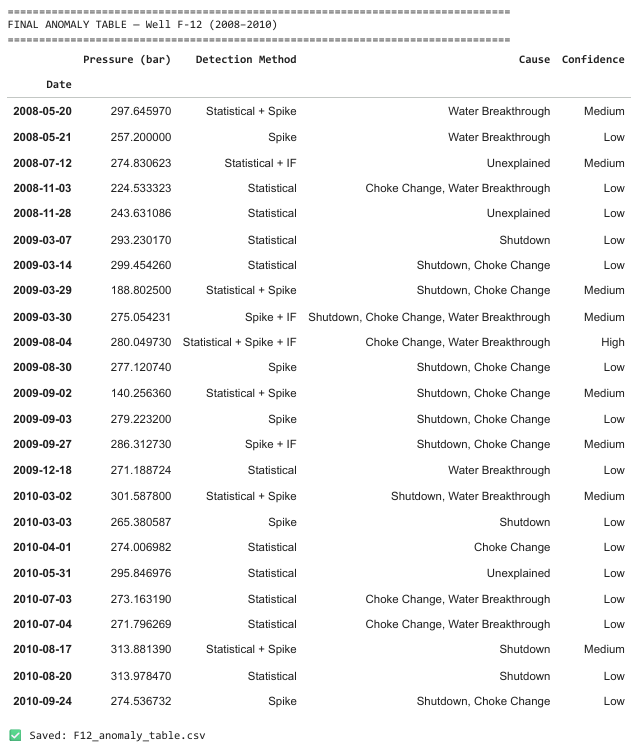 ================================================================================
FINAL ANOMALY TABLE — Well F-12 (2008–2010)
================================================================================
Pressure (bar) Detection Method Cause Confidence
Date
2008-05-20 297.645970 Statistical + Spike Water Breakthrough Medium
2008-05-21 257.200000 Spike Water Breakthrough Low
2008-07-12 274.830623 Statistical + IF Unexplained Medium
2008-11-03 224.533323 Statistical Choke Change, Water Breakthrough Low
2008-11-28 243.631086 Statistical Unexplained Low
2009-03-07 293.230170 Statistical Shutdown Low
2009-03-14 299.454260 Statistical Shutdown, Choke Change Low
2009-03-29 188.802500 Statistical + Spike Shutdown, Choke Change Medium
2009-03-30 275.054231 Spike + IF Shutdown, Choke Change, Water Breakthrough Medium
2009-08-04 280.049730 Statistical + Spike + IF Choke Change, Water Breakthrough High
2009-08-30 277.120740 Spike Shutdown, Choke Change Low
2009-09-02 140.256360 Statistical + Spike Shutdown, Choke Change Medium
2009-09-03 279.223200 Spike Shutdown, Choke Change Low
2009-09-27 286.312730 Spike + IF Shutdown, Choke Change Medium
2009-12-18 271.188724 Statistical Water Breakthrough Low
2010-03-02 301.587800 Statistical + Spike Shutdown, Water Breakthrough Medium
2010-03-03 265.380587 Spike Shutdown Low
2010-04-01 274.006982 Statistical Choke Change Low
2010-05-31 295.846976 Statistical Unexplained Low
2010-07-03 273.163190 Statistical Choke Change, Water Breakthrough Low
2010-07-04 271.796269 Statistical Choke Change, Water Breakthrough Low
2010-08-17 313.881390 Statistical + Spike Shutdown Medium
2010-08-20 313.978470 Statistical Shutdown Low
2010-09-24 274.536732 Spike Shutdown, Choke Change Low
✅ Saved: F12_anomaly_table.csv